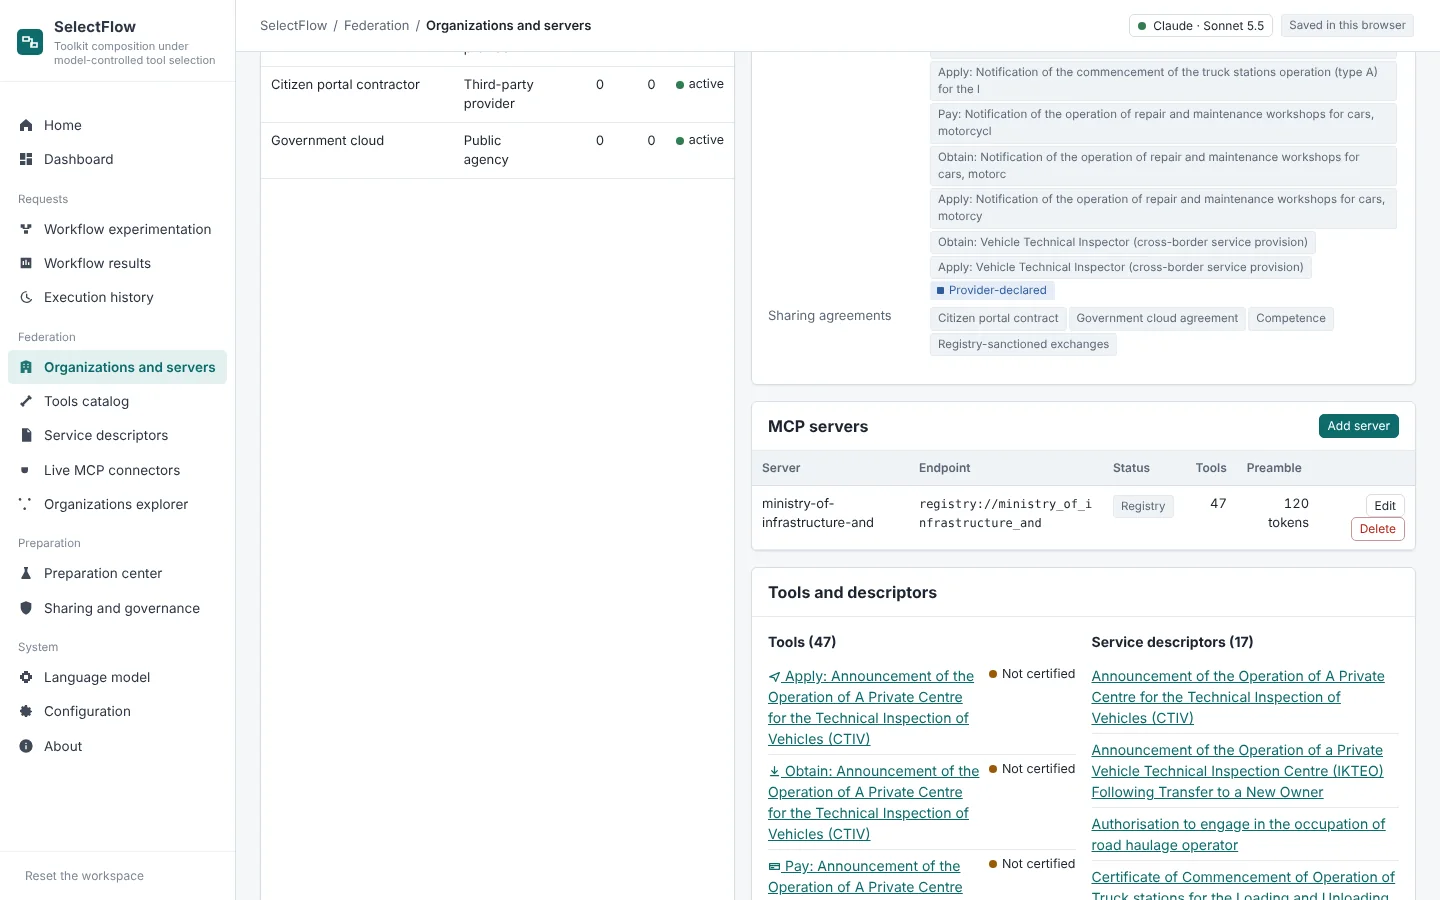 SelectFlow
Toolkit composition under
model-controlled tool selection
Home
Dashboard
Requests
Workflow experimentation
Workflow results
Execution history
Federation
Organizations and servers
Tools catalog
Service descriptors
Live MCP connectors
Organizations explorer
Preparation
Preparation center
Sharing and governance
System
Language model
Configuration
About
Reset the workspace
SelectFlow / Federation / Organizations and servers
Claude · Sonnet 5.5
Saved in this browser
Citizen portal contractor Third-party provider 0 0 active
Government cloud Public agency 0 0 active
Apply: Notification of the commencement of the truck stations operation (type A)
for the l
Pay: Notification of the operation of repair and maintenance workshops for cars,
motorcycl
Obtain: Notification of the operation of repair and maintenance workshops for
cars, motorc
Apply: Notification of the operation of repair and maintenance workshops for cars,
motorcy
Obtain: Vehicle Technical Inspector (cross-border service provision)
Apply: Vehicle Technical Inspector (cross-border service provision)
Provider-declared
Sharing agreements
Citizen portal contract Government cloud agreement Competence
Registry-sanctioned exchanges
MCP servers
Add server
Server Endpoint Status Tools Preamble
ministry-of-
infrastructure-and
registry://ministry_of_i
nfrastructure_and
Registry
47
120
tokens
Edit
Delete
Tools and descriptors
Tools (47)
Apply: Announcement of the
Operation of A Private Centre
for the Technical Inspection of
Vehicles (CTIV)
Not certified
Obtain: Announcement of the
Operation of A Private Centre
for the Technical Inspection of
Vehicles (CTIV)
Not certified
Pay: Announcement of the
Operation of A Private Centre
Not certified
Service descriptors (17)
Announcement of the Operation of A Private
Centre for the Technical Inspection of
Vehicles (CTIV)
Announcement of the Operation of a Private
Vehicle Technical Inspection Centre (IKTEO)
Following Transfer to a New Owner
Authorisation to engage in the occupation of
road haulage operator
Certificate of Commencement of Operation of
Truck stations for the Loading and Unloading